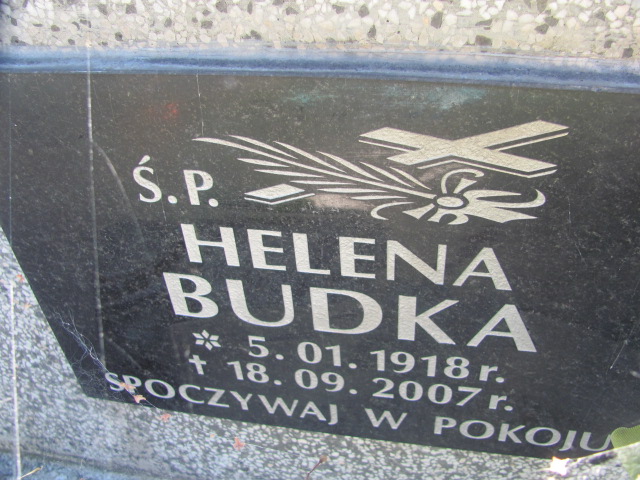 Ś.P.
HELENA
BUDKA
* 5. 01. 1918 r.
† 18. 09. 2007 r.
SPOCZYWAJ W POKOJU